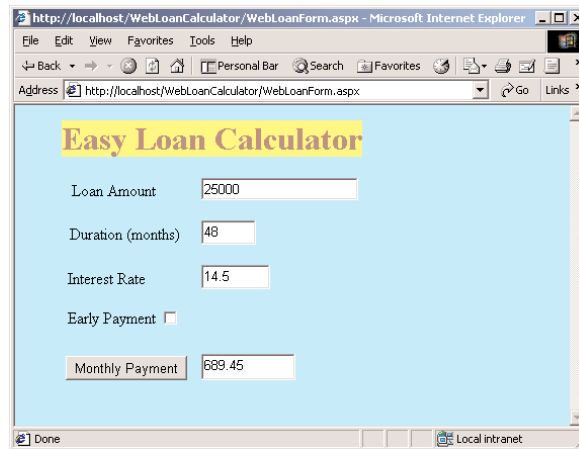 http://localhost/WebLoanCalculator/WebLoanForm.aspx - Microsoft Internet Explorer
File Edit View Favorites Tools Help
Back Personal Bar Search Favorites
Address http://localhost/WebLoanCalculator/WebLoanForm.aspx Go Links
Easy Loan Calculator
Loan Amount 25000
Duration (months) 48
Interest Rate 14.5
Early Payment
Monthly Payment 689.45
Done Local intranet